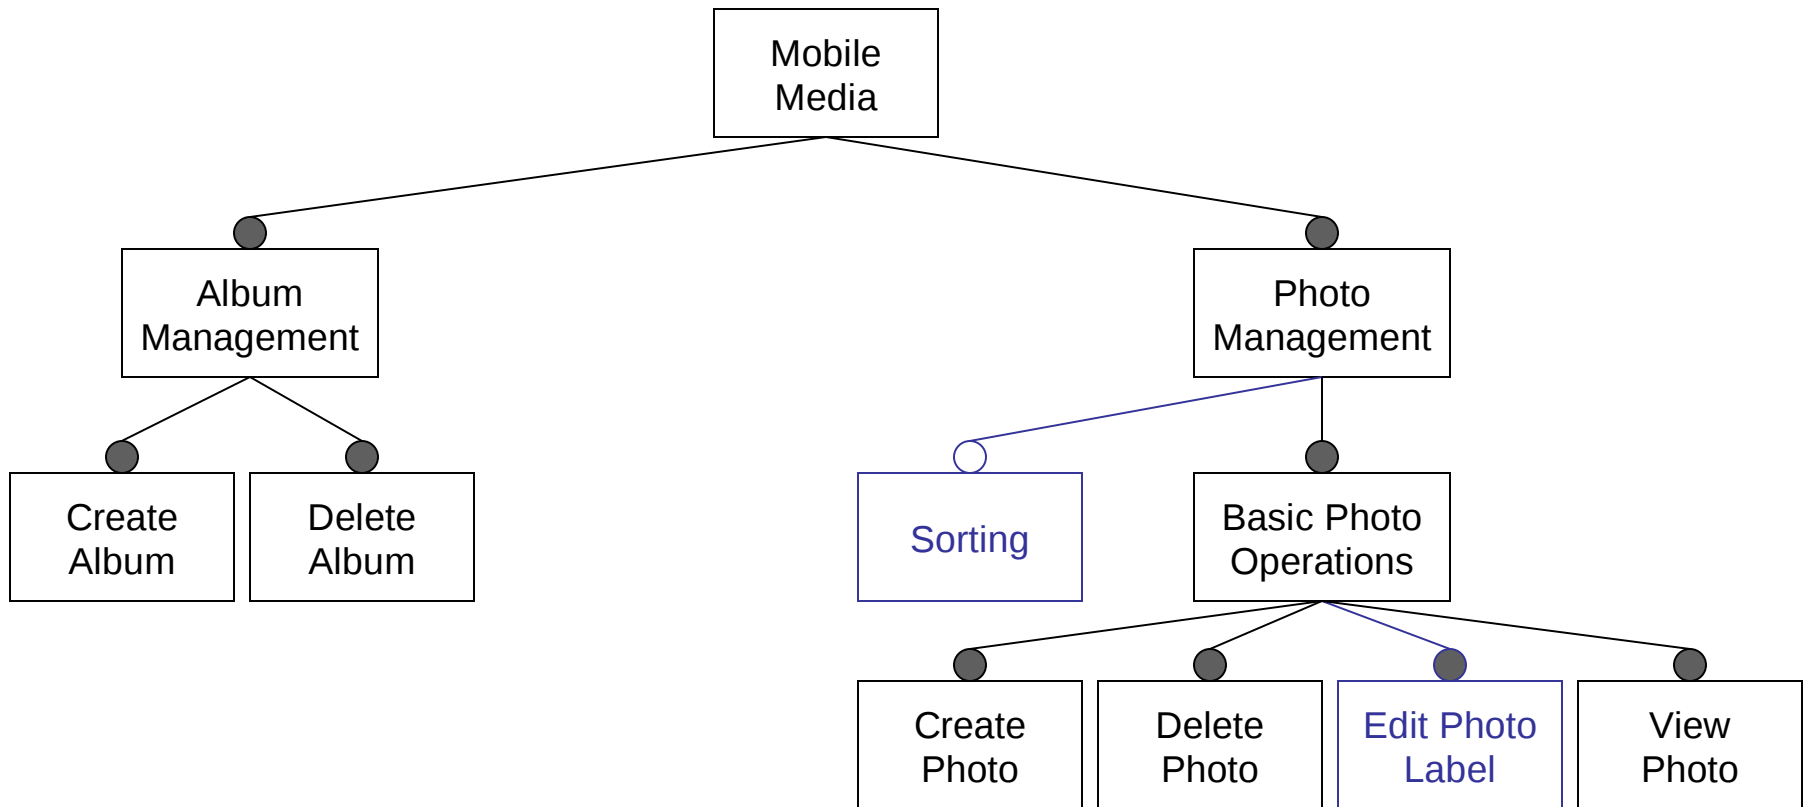 Mobile
Media
Album
Management
Photo
Management
Create
Album
Delete
Album
Sorting
Basic Photo
Operations
Create
Photo
Delete
Photo
Edit Photo
Label
View
Photo